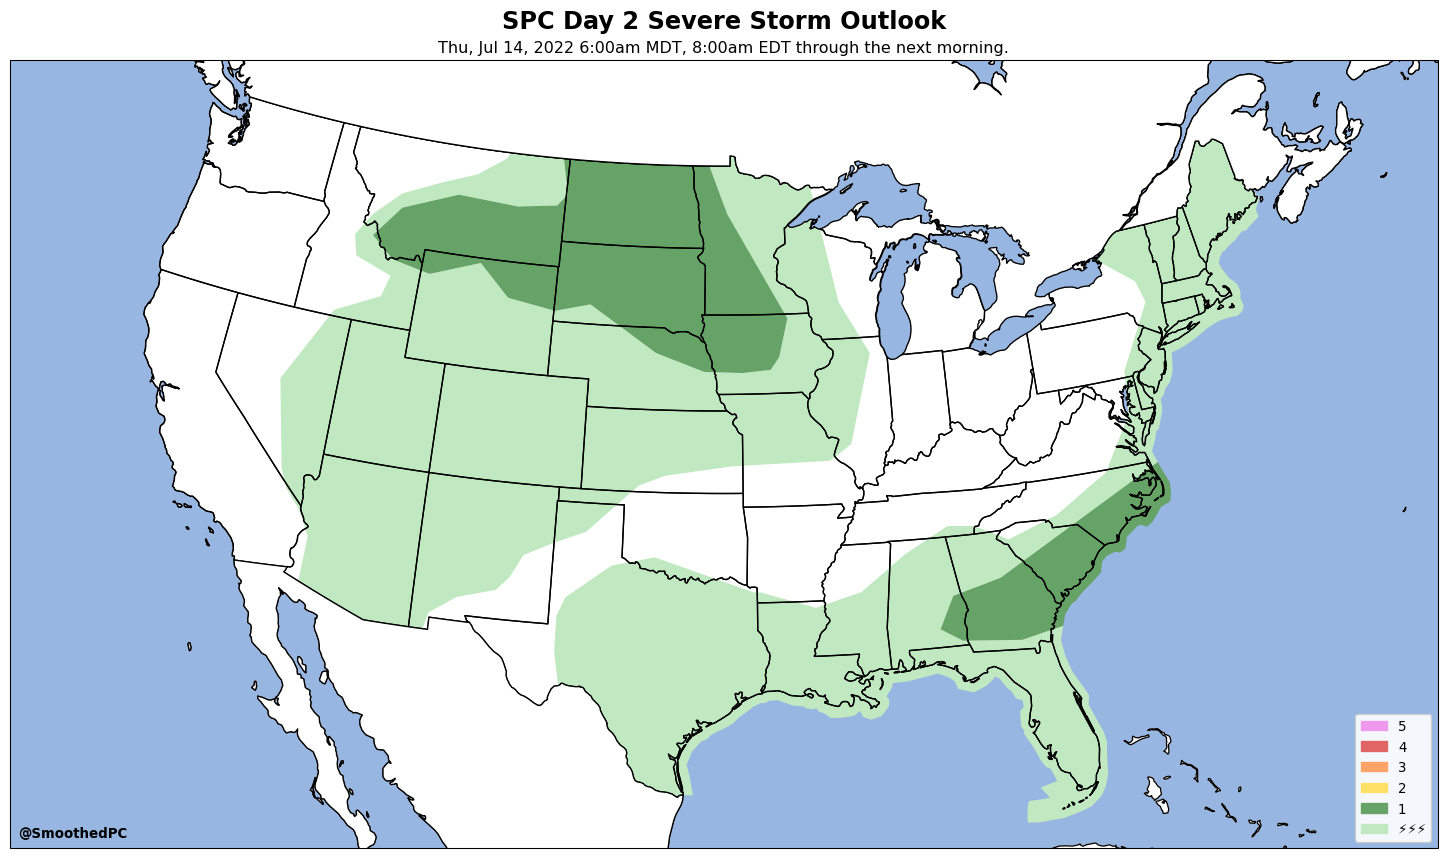 SPC Day 2 Severe Storm Outlook
Thu, Jul 14, 2022 6:00am MDT, 8:00am EDT through the next morning.
5
4
3
2
1
⚡⚡⚡
@SmoothedPC